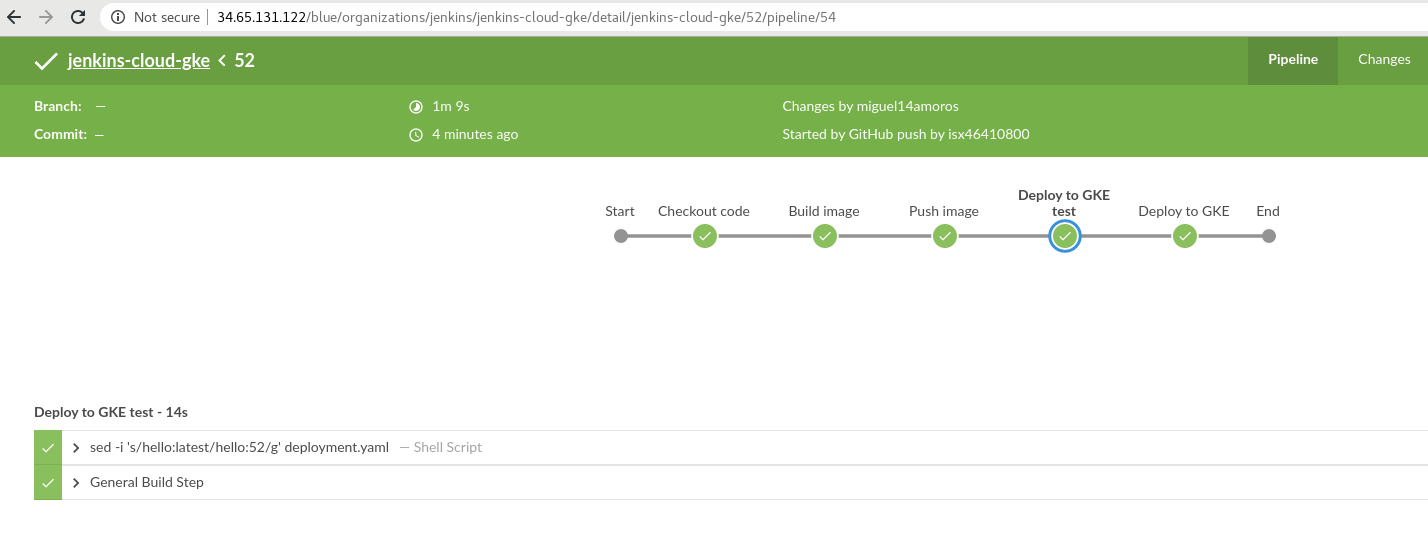 Not secure 34.65.131.122/blue/organizations/jenkins/jenkins-cloud-gke/detail/jenkins-cloud-gke/52/pipeline/54
jenkins-cloud-gke < 52 Pipeline Changes
Branch: — 1m 9s Changes by miguel14amoros
Commit: — 4 minutes ago Started by GitHub push by isx46410800
Deploy to GKE
Start Checkout code Build image Push image test Deploy to GKE End
Deploy to GKE test - 14s
sed -i 's/hello:latest/hello:52/g' deployment.yaml — Shell Script
General Build Step